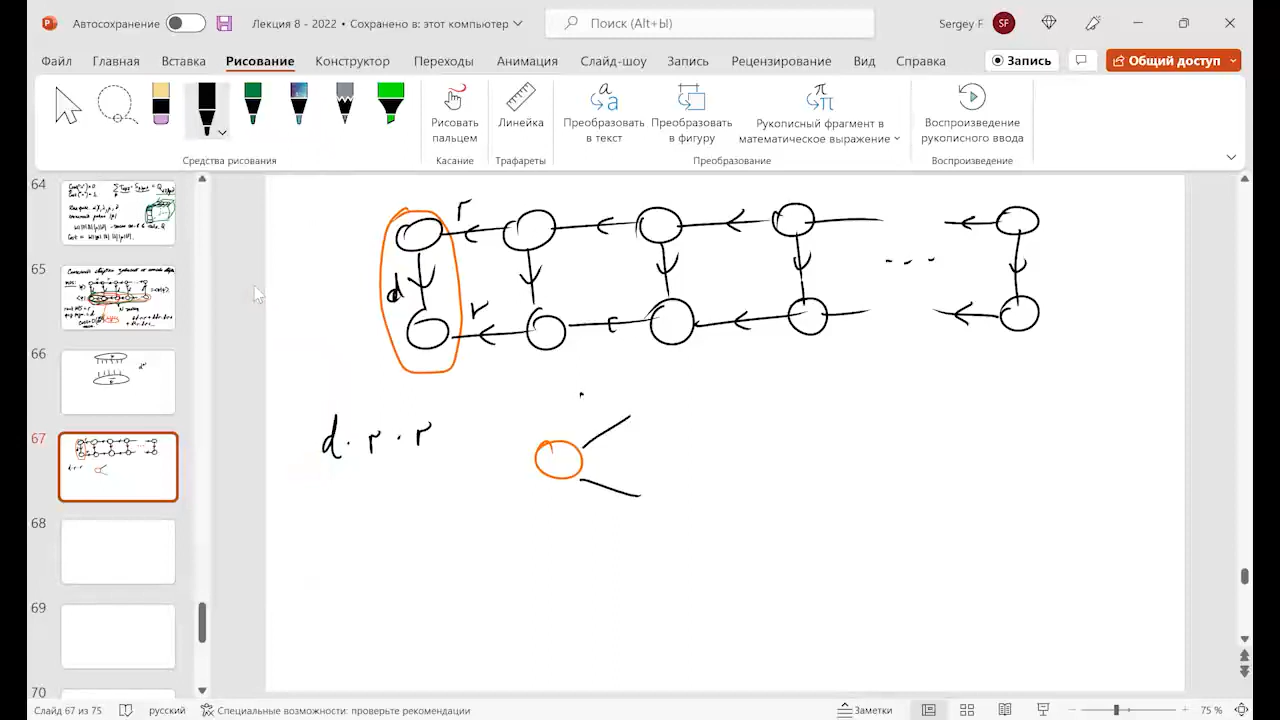 Автосохранение Лекция 8 - 2022 • Сохранено в: этот компьютер Поиск (Alt+Ы) Sergey F SF
Файл Главная Вставка Рисование Конструктор Переходы Анимация Слайд-шоу Запись Рецензирование Вид Справка Запись Общий доступ
Рисовать пальцем
Линейка
Преобразовать в текст
Преобразовать в фигуру
Рукописный фрагмент в математическое выражение
Воспроизведение рукописного ввода
Средства рисования Касание Трафареты Преобразование Воспроизведение
64
65
66
67
68
69
70
r
d
r
...
d · r · r
Слайд 67 из 75 русский Специальные возможности: проверьте рекомендации Заметки 75 %